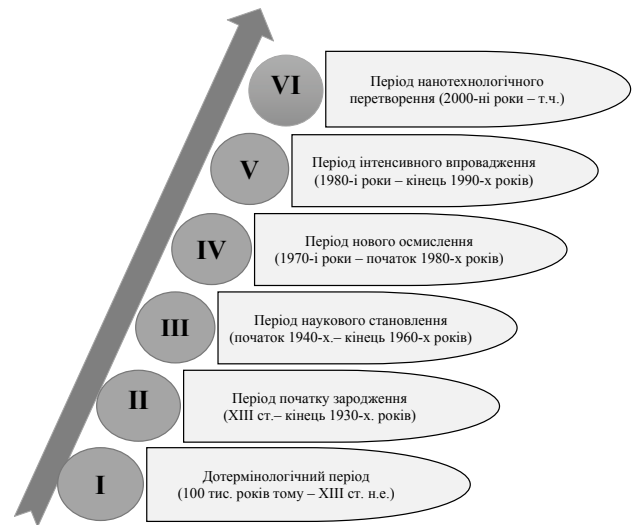 VI
Період нанотехнологічного
перетворення (2000-ні роки – т.ч.)
V
Період інтенсивного впровадження
(1980-і роки – кінець 1990-х років)
IV
Період нового осмислення
(1970-і роки – початок 1980-х років)
III
Період наукового становлення
(початок 1940-х.– кінець 1960-х років)
II
Період початку зародження
(XIII ст.– кінець 1930-х. років)
I
Дотермінологічний період
(100 тис. років тому – XIII ст. н.е.)